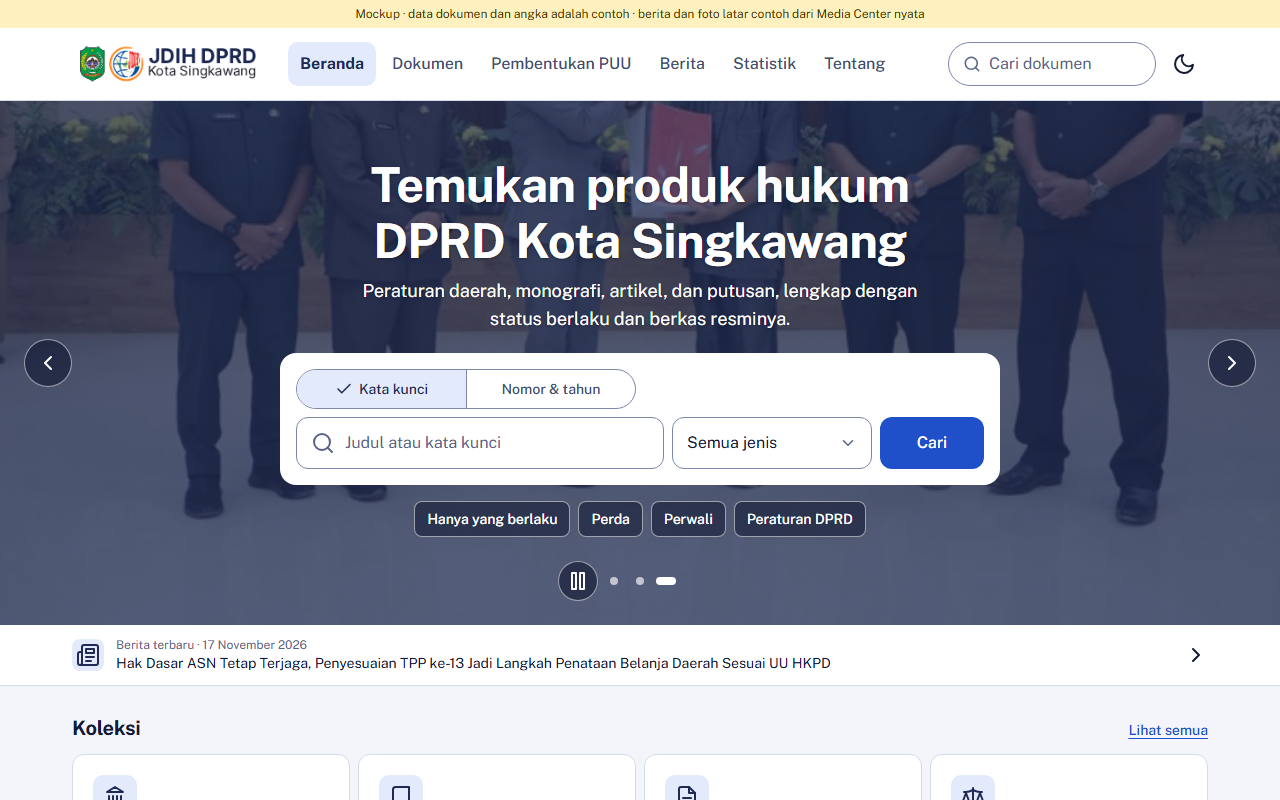 Mockup · data dokumen dan angka adalah contoh · berita dan foto latar contoh dari Media Center nyata
JDIH DPRD
Kota Singkawang
Beranda
Dokumen
Pembentukan PUU
Berita
Statistik
Tentang
Cari dokumen
Temukan produk hukum
DPRD Kota Singkawang
Peraturan daerah, monografi, artikel, dan putusan, lengkap dengan
status berlaku dan berkas resminya.
Kata kunci
Nomor & tahun
Judul atau kata kunci
Semua jenis
Cari
Hanya yang berlaku
Perda
Perwali
Peraturan DPRD
Berita terbaru · 17 November 2026
Hak Dasar ASN Tetap Terjaga, Penyesuaian TPP ke-13 Jadi Langkah Penataan Belanja Daerah Sesuai UU HKPD
Koleksi
Lihat semua